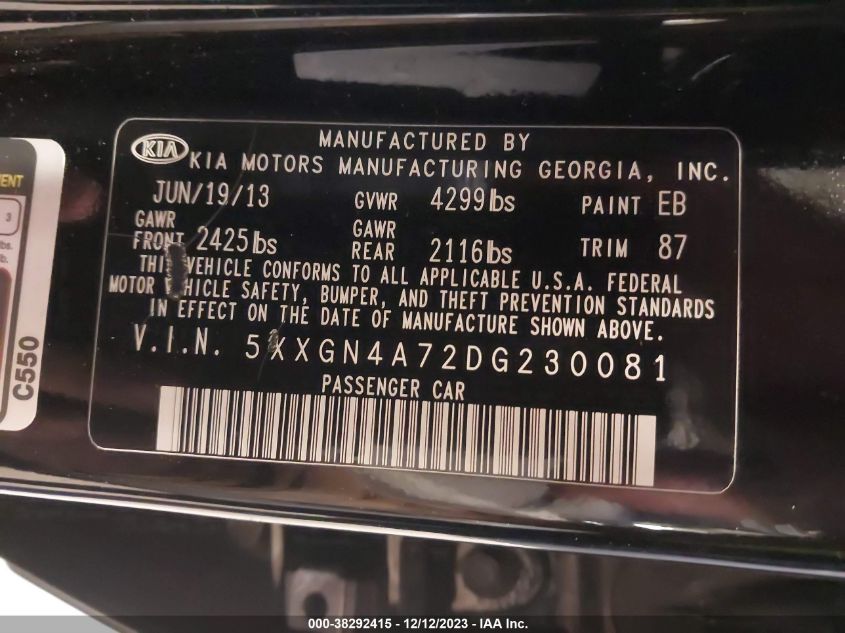 MANUFACTURED BY
KIA KIA MOTORS MANUFACTURING GEORGIA, INC.
JUN/19/13 GVWR 4299lbs PAINT EB
GAWR FRONT 2425lbs GAWR REAR 2116lbs TRIM 87
THIS VEHICLE CONFORMS TO ALL APPLICABLE U.S.A. FEDERAL
MOTOR VEHICLE SAFETY, BUMPER, AND THEFT PREVENTION STANDARDS
IN EFFECT ON THE DATE OF MANUFACTURE SHOWN ABOVE.
V.I.N. 5XXGN4A72DG230081
PASSENGER CAR
3
lbs.
C550
000-38292415 - 12/12/2023 - IAA Inc.